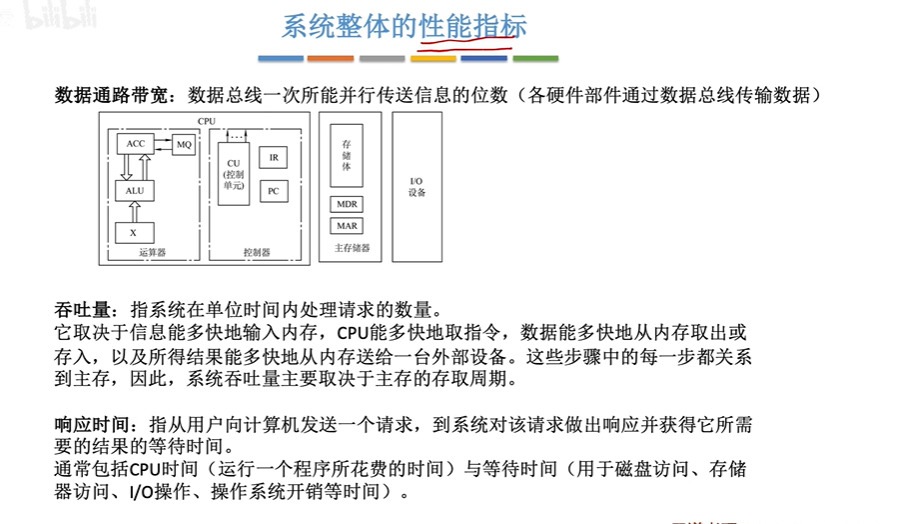 bilibili
系统整体的性能指标
数据通路带宽：数据总线一次所能并行传送信息的位数（各硬件部件通过数据总线传输数据）
CPU
ACC
MQ
ALU
X
运算器
CU
(控制
单元)
IR
PC
控制器
存
储
体
MDR
MAR
主存储器
I/O
设备
吞吐量：指系统在单位时间内处理请求的数量。
它取决于信息能多快地输入内存，CPU能多快地取指令，数据能多快地从内存取出或
存入，以及所得结果能多快地从内存送给一台外部设备。这些步骤中的每一步都关系
到主存，因此，系统吞吐量主要取决于主存的存取周期。
响应时间：指从用户向计算机发送一个请求，到系统对该请求做出响应并获得它所需
要的结果的等待时间。
通常包括CPU时间（运行一个程序所花费的时间）与等待时间（用于磁盘访问、存储
器访问、I/O操作、操作系统开销等时间）。